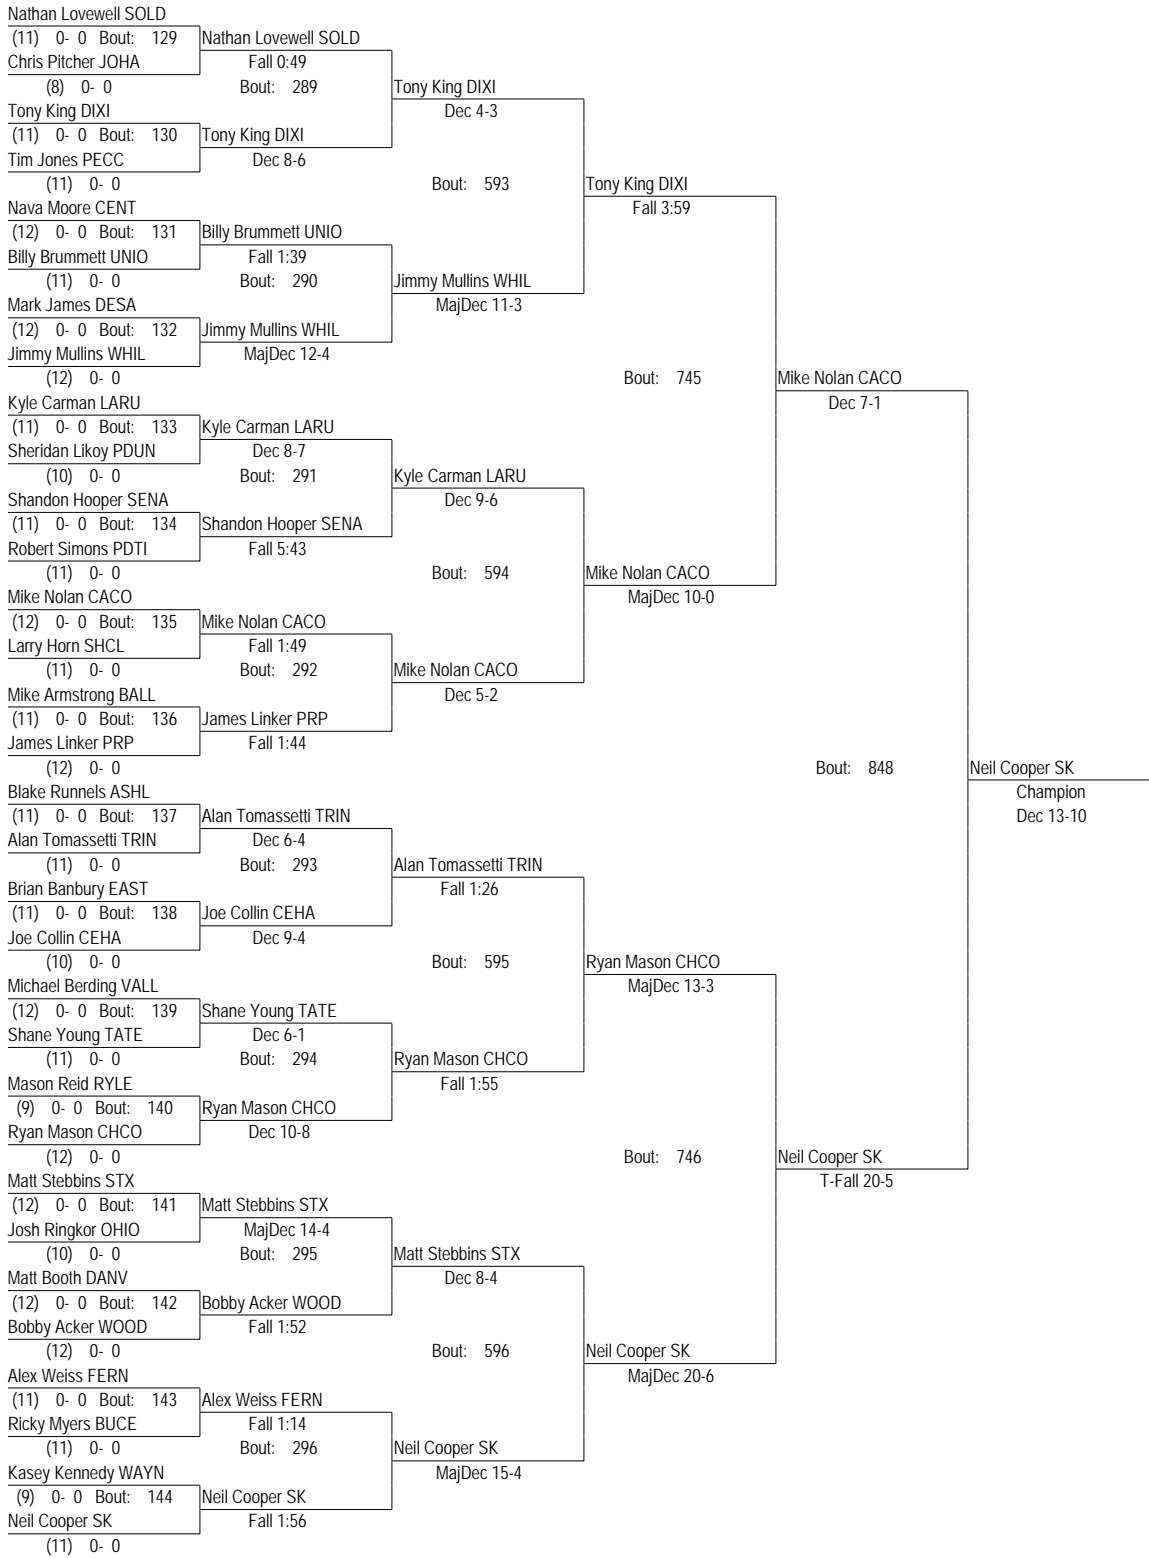 Nathan Lovewell SOLD
(11) 0- 0 Bout: 129 Nathan Lovewell SOLD
Chris Pitcher JOHA Fall 0:49
(8) 0- 0 Bout: 289 Tony King DIXI
Tony King DIXI Dec 4-3
(11) 0- 0 Bout: 130 Tony King DIXI
Tim Jones PECC Dec 8-6
(11) 0- 0 Bout: 593 Tony King DIXI
Nava Moore CENT Fall 3:59
(12) 0- 0 Bout: 131 Billy Brummett UNIO
Billy Brummett UNIO Fall 1:39
(11) 0- 0 Bout: 290 Jimmy Mullins WHIL
Mark James DESA MajDec 11-3
(12) 0- 0 Bout: 132 Jimmy Mullins WHIL
Jimmy Mullins WHIL MajDec 12-4
(12) 0- 0 Bout: 745 Mike Nolan CACO
Kyle Carman LARU Dec 7-1
(11) 0- 0 Bout: 133 Kyle Carman LARU
Sheridan Likoy PDUN Dec 8-7
(10) 0- 0 Bout: 291 Kyle Carman LARU
Shandon Hooper SENA Dec 9-6
(11) 0- 0 Bout: 134 Shandon Hooper SENA
Robert Simons PDTI Fall 5:43
(11) 0- 0 Bout: 594 Mike Nolan CACO
Mike Nolan CACO MajDec 10-0
(12) 0- 0 Bout: 135 Mike Nolan CACO
Larry Horn SHCL Fall 1:49
(11) 0- 0 Bout: 292 Mike Nolan CACO
Mike Armstrong BALL Dec 5-2
(11) 0- 0 Bout: 136 James Linker PRP
James Linker PRP Fall 1:44
(12) 0- 0 Bout: 848 Neil Cooper SK
Blake Runnels ASHL Champion
(11) 0- 0 Bout: 137 Alan Tomassetti TRIN Dec 13-10
Alan Tomassetti TRIN Dec 6-4
(11) 0- 0 Bout: 293 Alan Tomassetti TRIN
Brian Banbury EAST Fall 1:26
(11) 0- 0 Bout: 138 Joe Collin CEHA
Joe Collin CEHA Dec 9-4
(10) 0- 0 Bout: 595 Ryan Mason CHCO
Michael Berding VALL MajDec 13-3
(12) 0- 0 Bout: 139 Shane Young TATE
Shane Young TATE Dec 6-1
(11) 0- 0 Bout: 294 Ryan Mason CHCO
Mason Reid RYLE Fall 1:55
(9) 0- 0 Bout: 140 Ryan Mason CHCO
Ryan Mason CHCO Dec 10-8
(12) 0- 0 Bout: 746 Neil Cooper SK
Matt Stebbins STX T-Fall 20-5
(12) 0- 0 Bout: 141 Matt Stebbins STX
Josh Ringkor OHIO MajDec 14-4
(10) 0- 0 Bout: 295 Matt Stebbins STX
Matt Booth DANV Dec 8-4
(12) 0- 0 Bout: 142 Bobby Acker WOOD
Bobby Acker WOOD Fall 1:52
(12) 0- 0 Bout: 596 Neil Cooper SK
Alex Weiss FERN MajDec 20-6
(11) 0- 0 Bout: 143 Alex Weiss FERN
Ricky Myers BUCE Fall 1:14
(11) 0- 0 Bout: 296 Neil Cooper SK
Kasey Kennedy WAYN MajDec 15-4
(9) 0- 0 Bout: 144 Neil Cooper SK
Neil Cooper SK Fall 1:56
(11) 0- 0